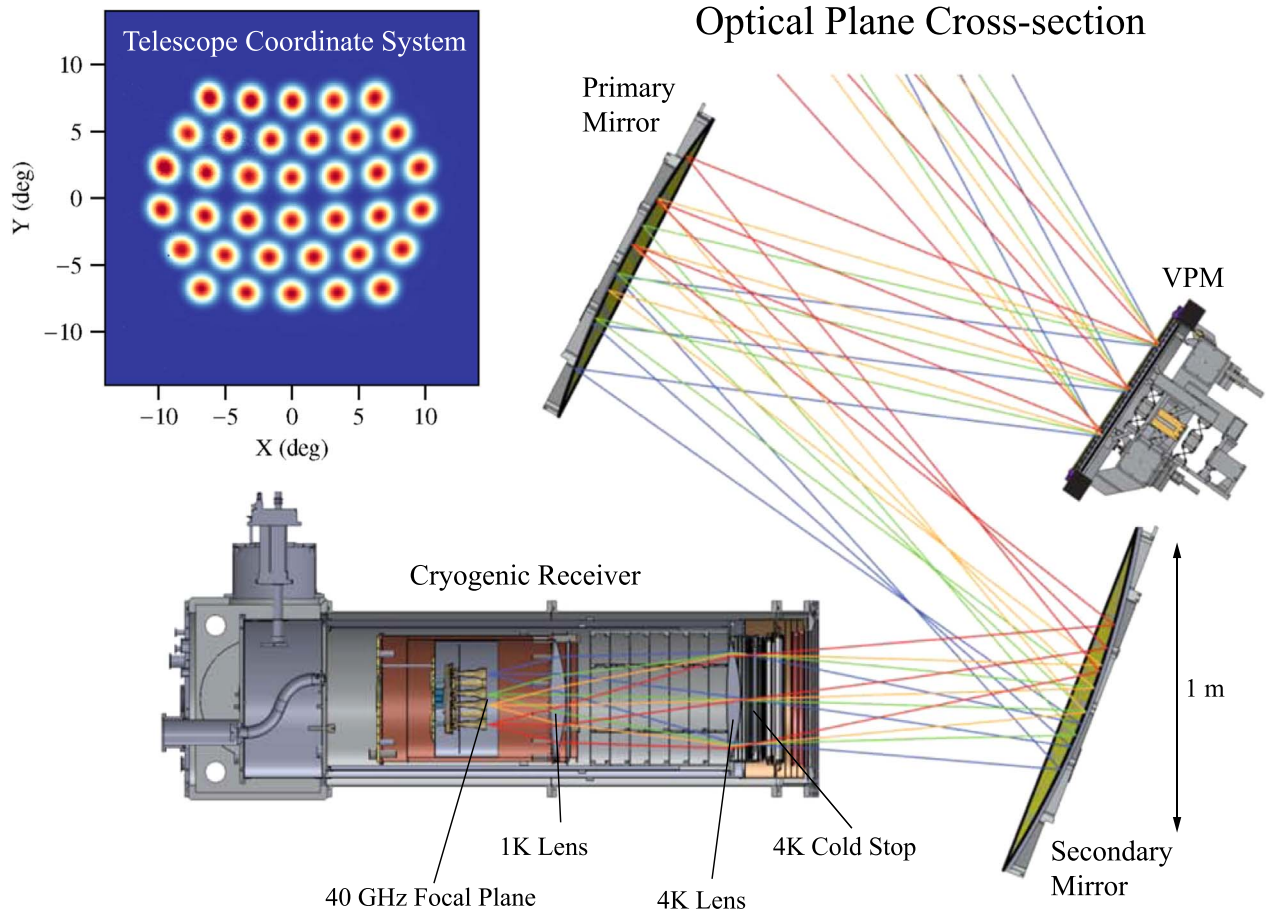 Optical Plane Cross-section
Telescope Coordinate System
10
5
0
−5
−10
Y (deg)
−10
−5
0
5
10
X (deg)
Primary
Mirror
VPM
Cryogenic Receiver
1 m
1K Lens
4K Cold Stop
40 GHz Focal Plane
4K Lens
Secondary
Mirror